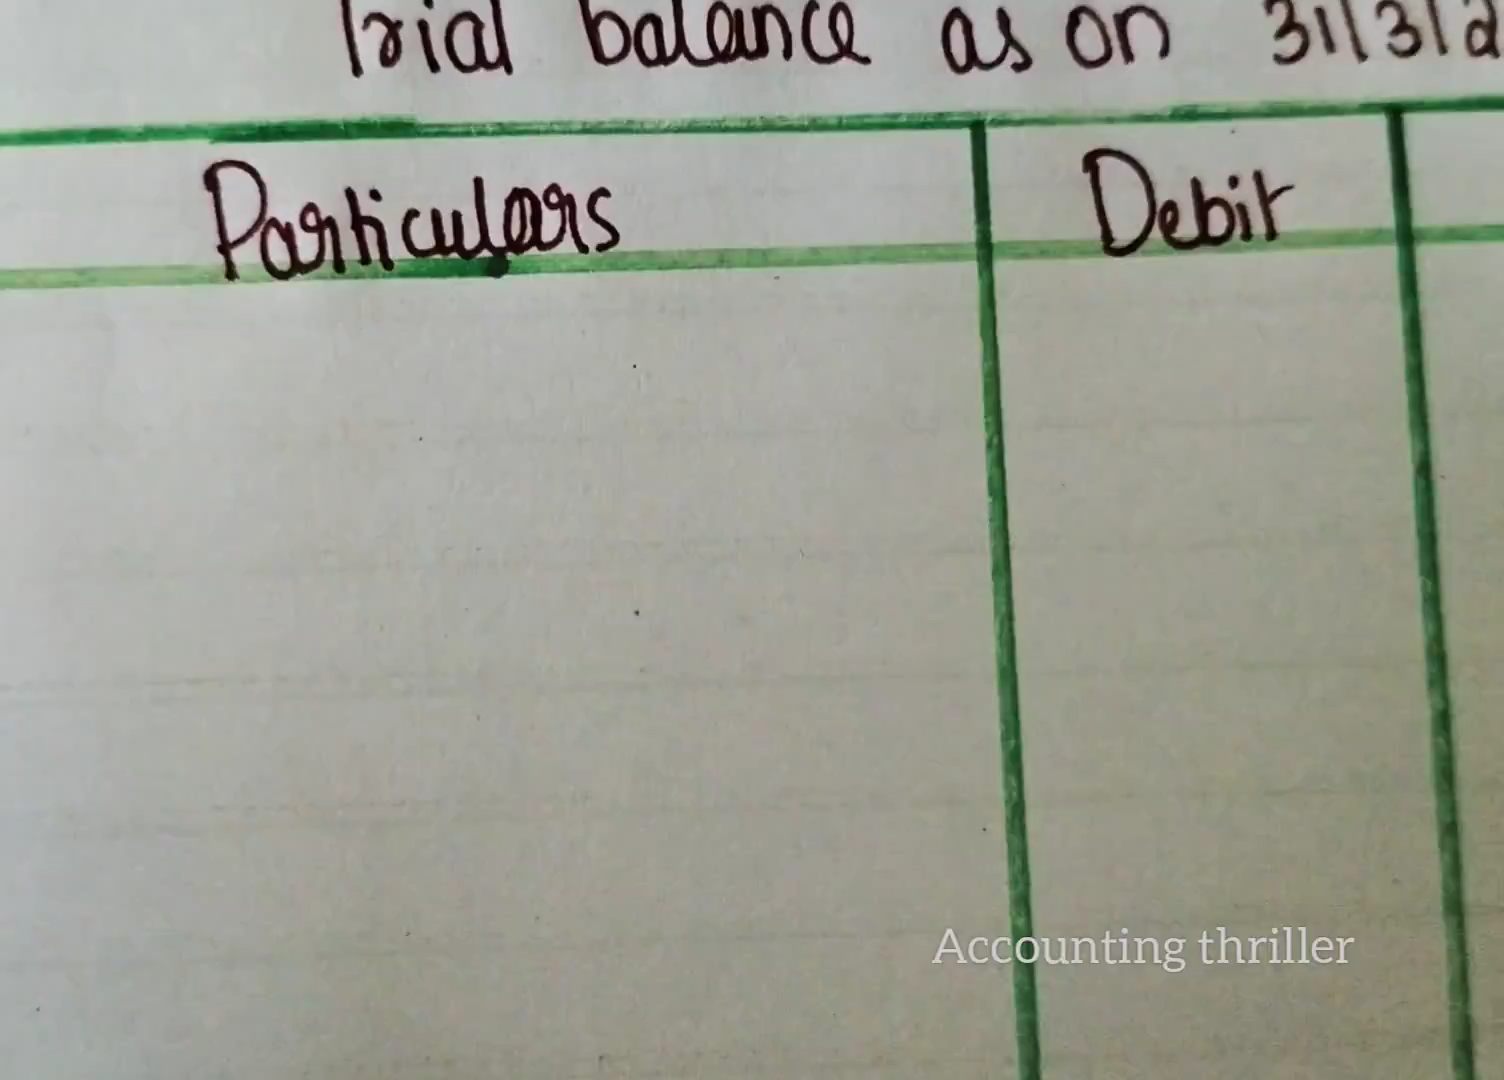 Trial balance as on 31/3/2
Particulars Debit
Accounting thriller